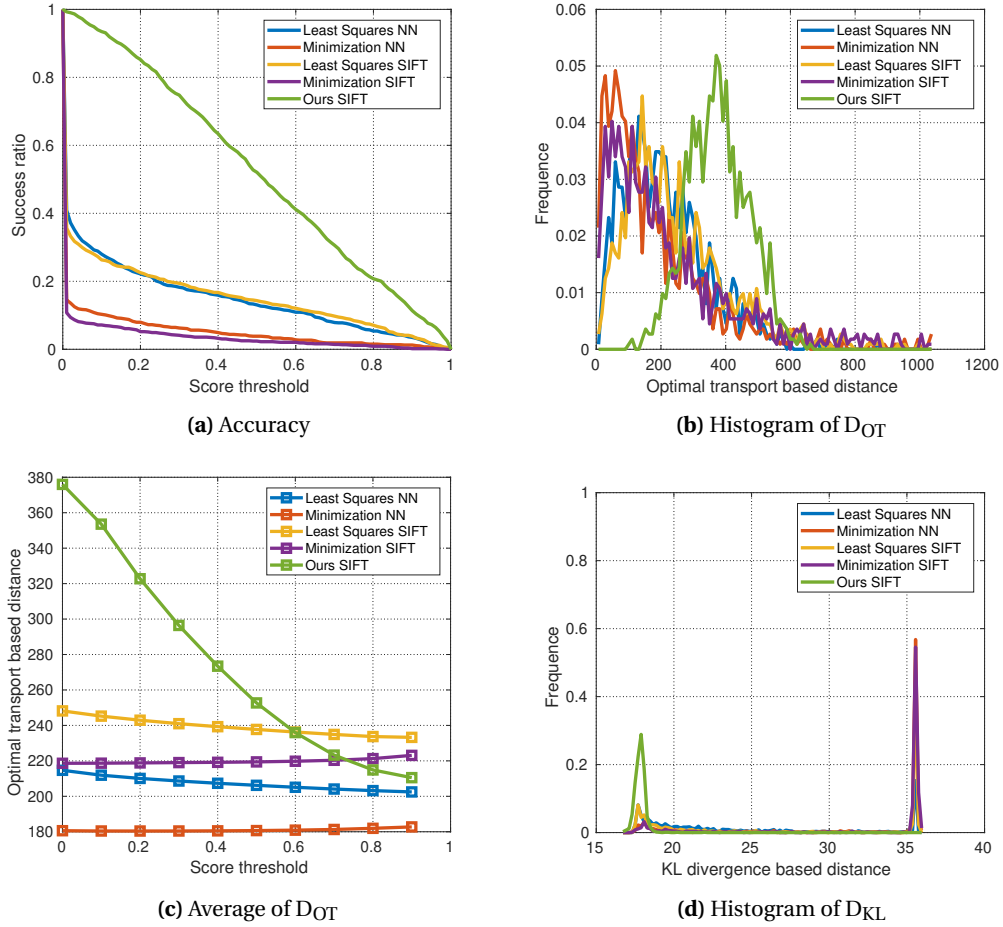 1
0.8
0.6
0.4
0.2
0
Success ratio
0
0.2
0.4
0.6
0.8
1
Score threshold
Least Squares NN
Minimization NN
Least Squares SIFT
Minimization SIFT
Ours SIFT
(a) Accuracy
0.06
0.05
0.04
0.03
0.02
0.01
0
Frequence
0
200
400
600
800
1000
1200
Optimal transport based distance
Least Squares NN
Minimization NN
Least Squares SIFT
Minimization SIFT
Ours SIFT
(b) Histogram of DOT
380
360
340
320
300
280
260
240
220
200
180
Optimal transport based distance
0
0.2
0.4
0.6
0.8
1
Score threshold
Least Squares NN
Minimization NN
Least Squares SIFT
Minimization SIFT
Ours SIFT
(c) Average of DOT
1
0.8
0.6
0.4
0.2
0
Frequence
15
20
25
30
35
40
KL divergence based distance
Least Squares NN
Minimization NN
Least Squares SIFT
Minimization SIFT
Ours SIFT
(d) Histogram of DKL